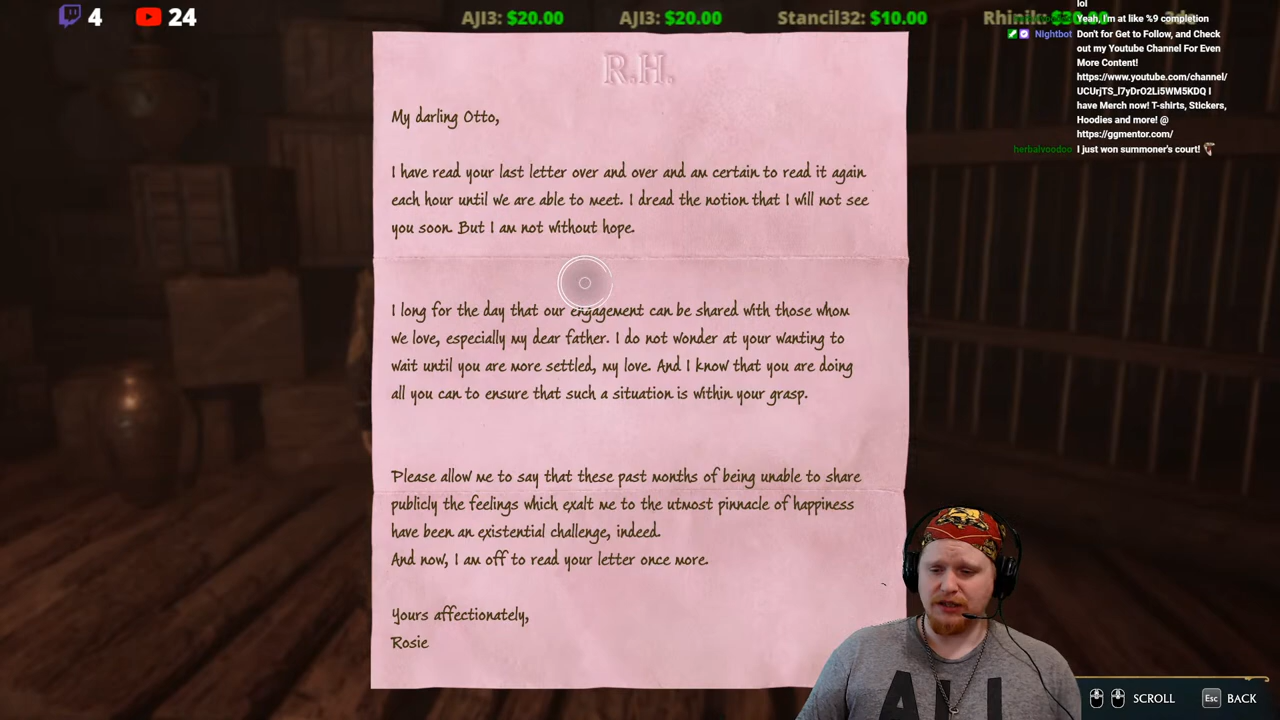 4
24
AJI3: $20.00
AJI3: $20.00
Stancil32: $10.00
R.H.
My darling Otto,
I have read your last letter over and over and am certain to read it again
each hour until we are able to meet. I dread the notion that I will not see
you soon. But I am not without hope.
I long for the day that our engagement can be shared with those whom
we love, especially my dear father. I do not wonder at your wanting to
wait until you are more settled, my love. And I know that you are doing
all you can to ensure that such a situation is within your grasp.
Please allow me to say that these past months of being unable to share
publicly the feelings which exalt me to the utmost pinnacle of happiness
have been an existential challenge, indeed.
And now, I am off to read your letter once more.
Yours affectionately,
Rosie
lol
Yeah, I'm at like %9 completion
Nightbot Don't for Get to Follow, and Check
out my Youtube Channel For Even
More Content!
https://www.youtube.com/channel/
UCUrjTS_l7yDrO2Li5WM5KDQ I
have Merch now! T-shirts, Stickers,
Hoodies and more! @
https://ggmentor.com/
herbalvoodoo I just won summoner's court!
ALL
SCROLL
Esc BACK